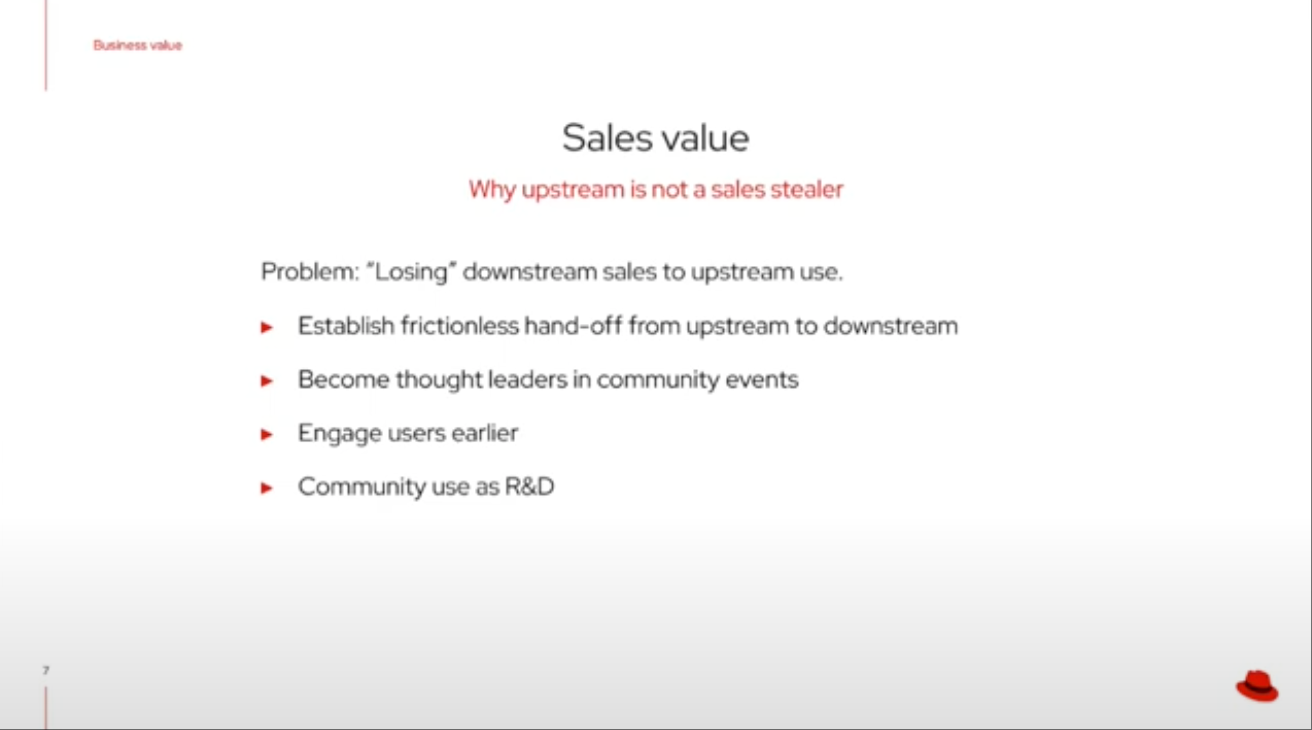 Business value
Sales value
Why upstream is not a sales stealer
Problem: “Losing” downstream sales to upstream use.
► Establish frictionless hand-off from upstream to downstream
► Become thought leaders in community events
► Engage users earlier
► Community use as R&D
7